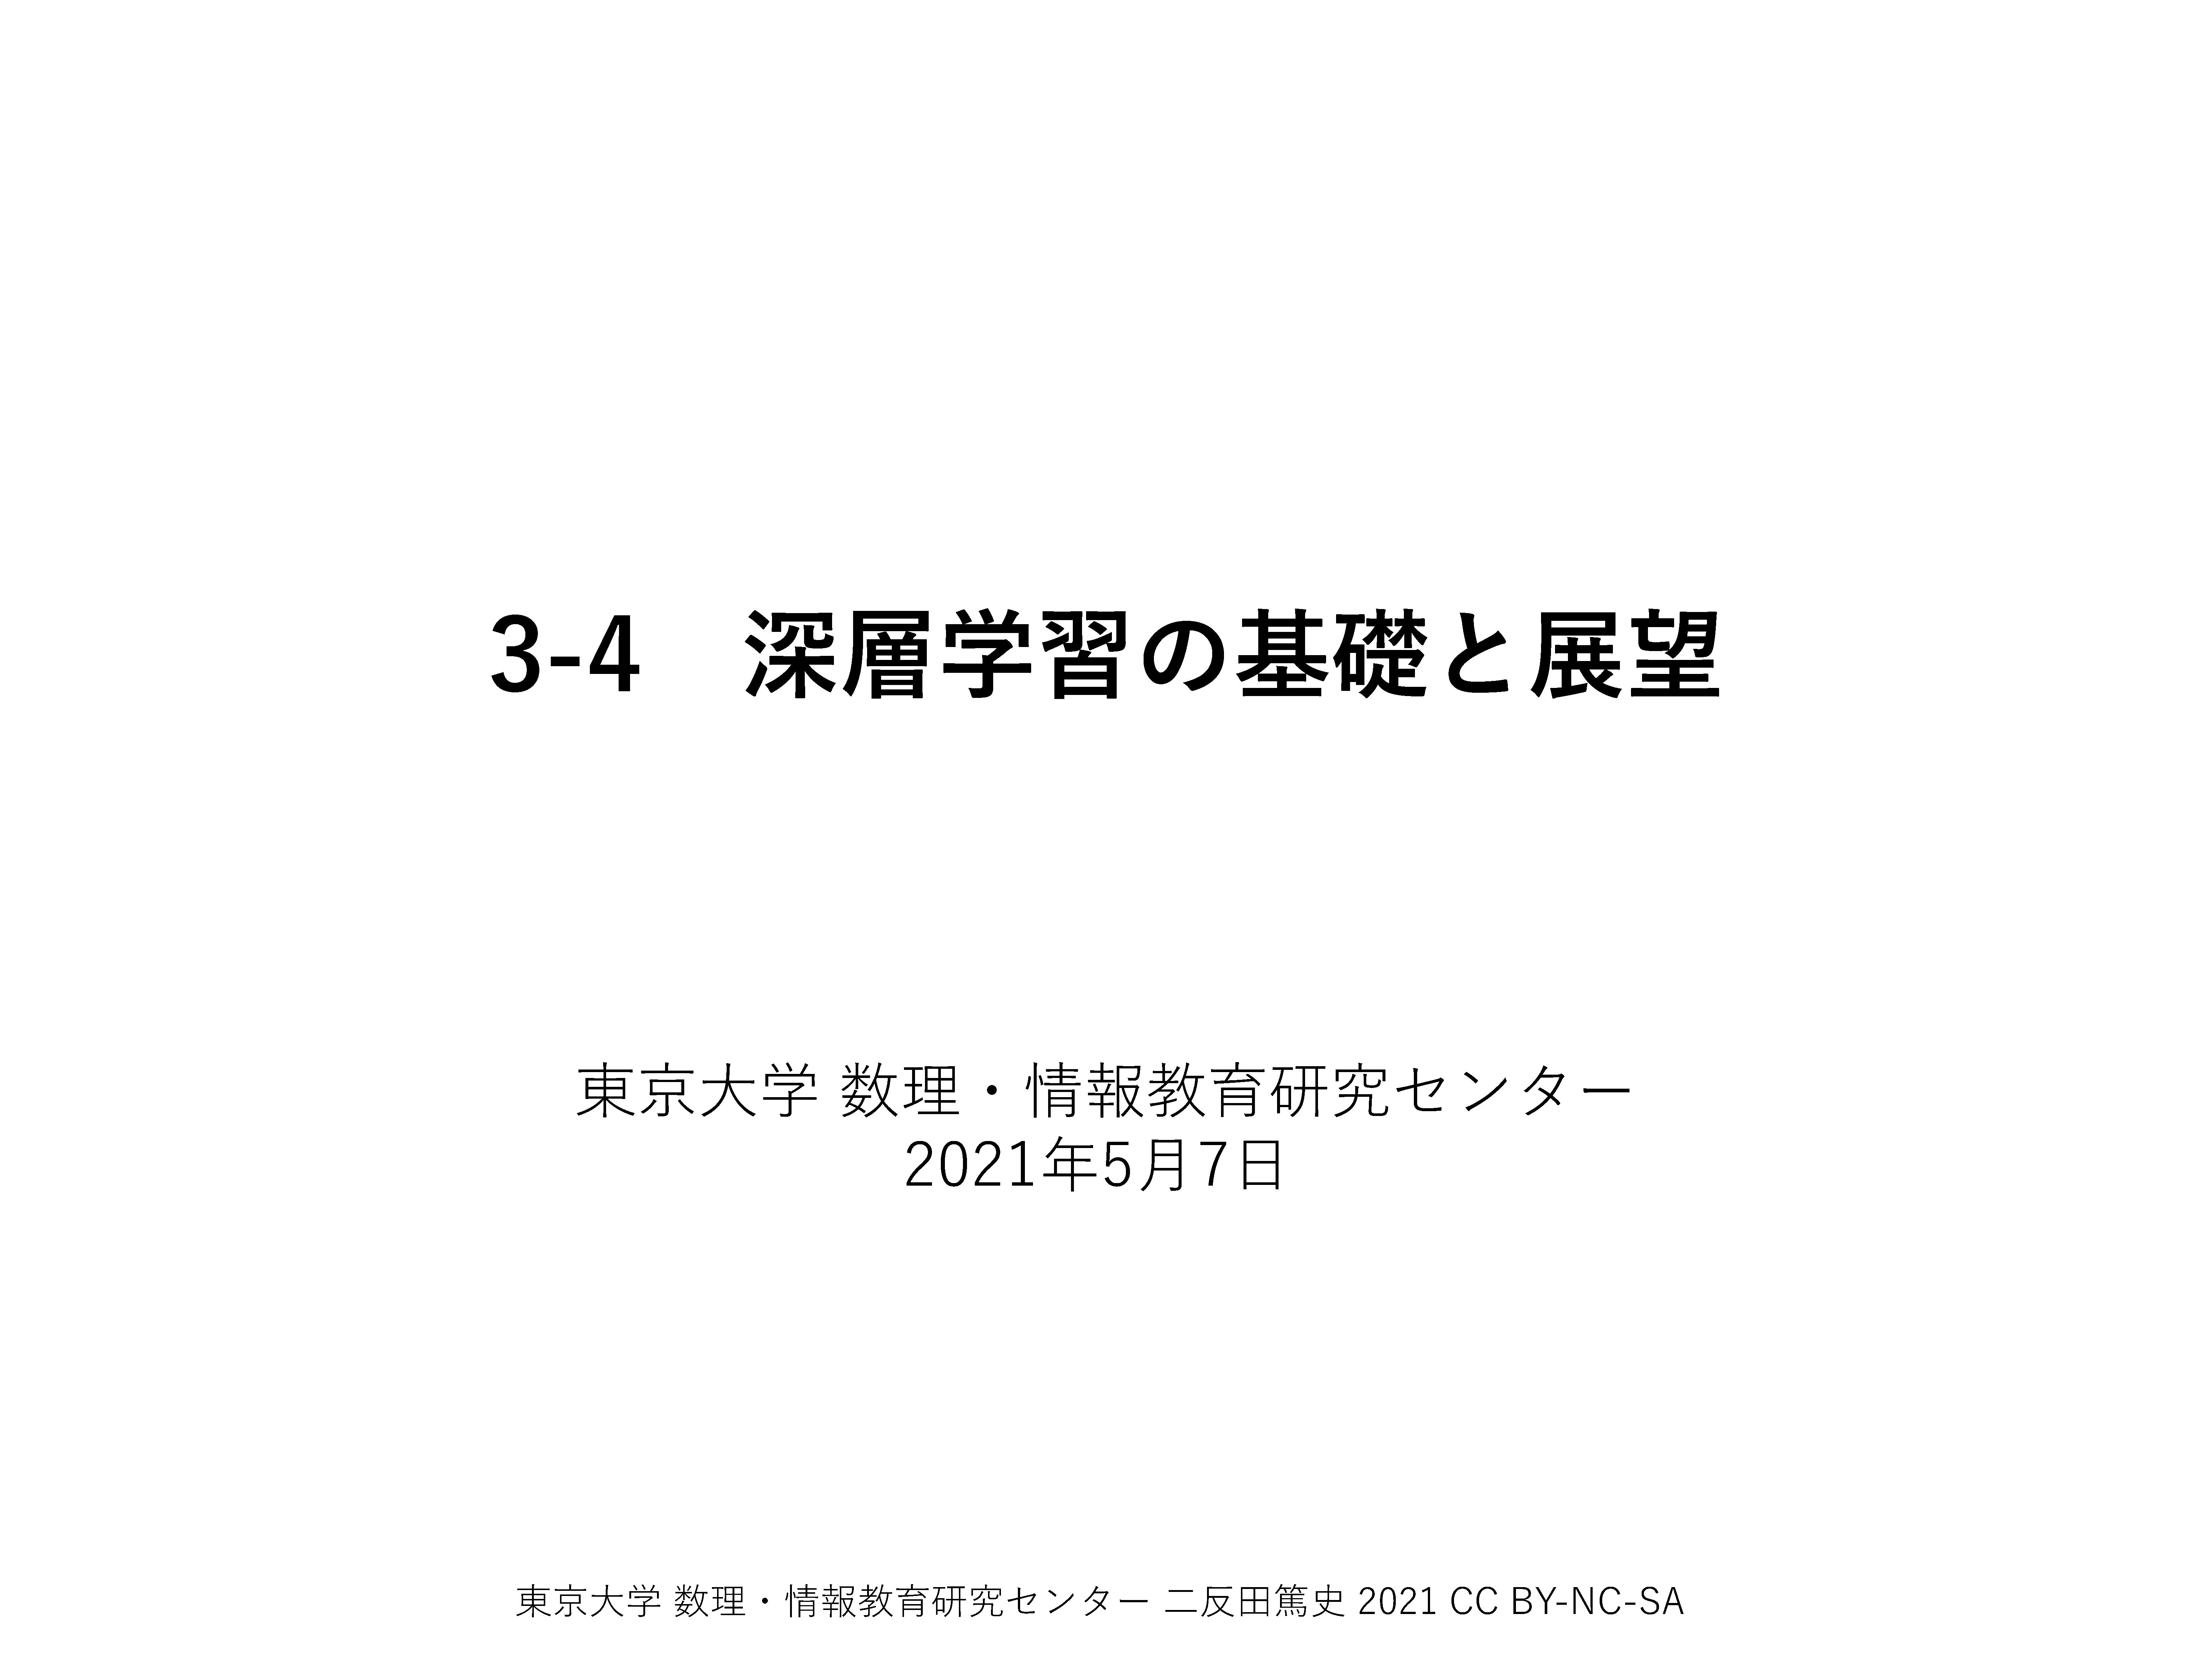 3-4　深層学習の基礎と展望
東京大学 数理・情報教育研究センター
2021年5月7日
東京大学 数理・情報教育研究センター 二反田篤史 2021 CC BY-NC-SA